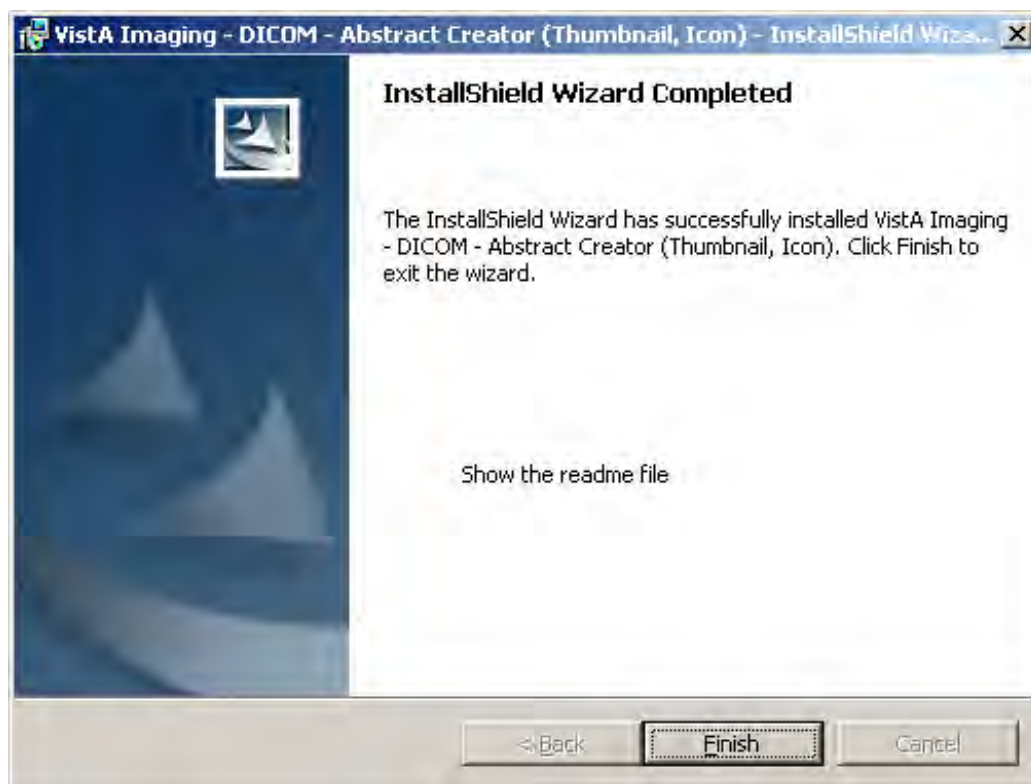 VistA Imaging - DICOM - Abstract Creator (Thumbnail, Icon) - InstallShield Wiza...
InstallShield Wizard Completed
The InstallShield Wizard has successfully installed VistA Imaging
- DICOM - Abstract Creator (Thumbnail, Icon). Click Finish to
exit the wizard.
Show the readme file
< Back Finish Cancel